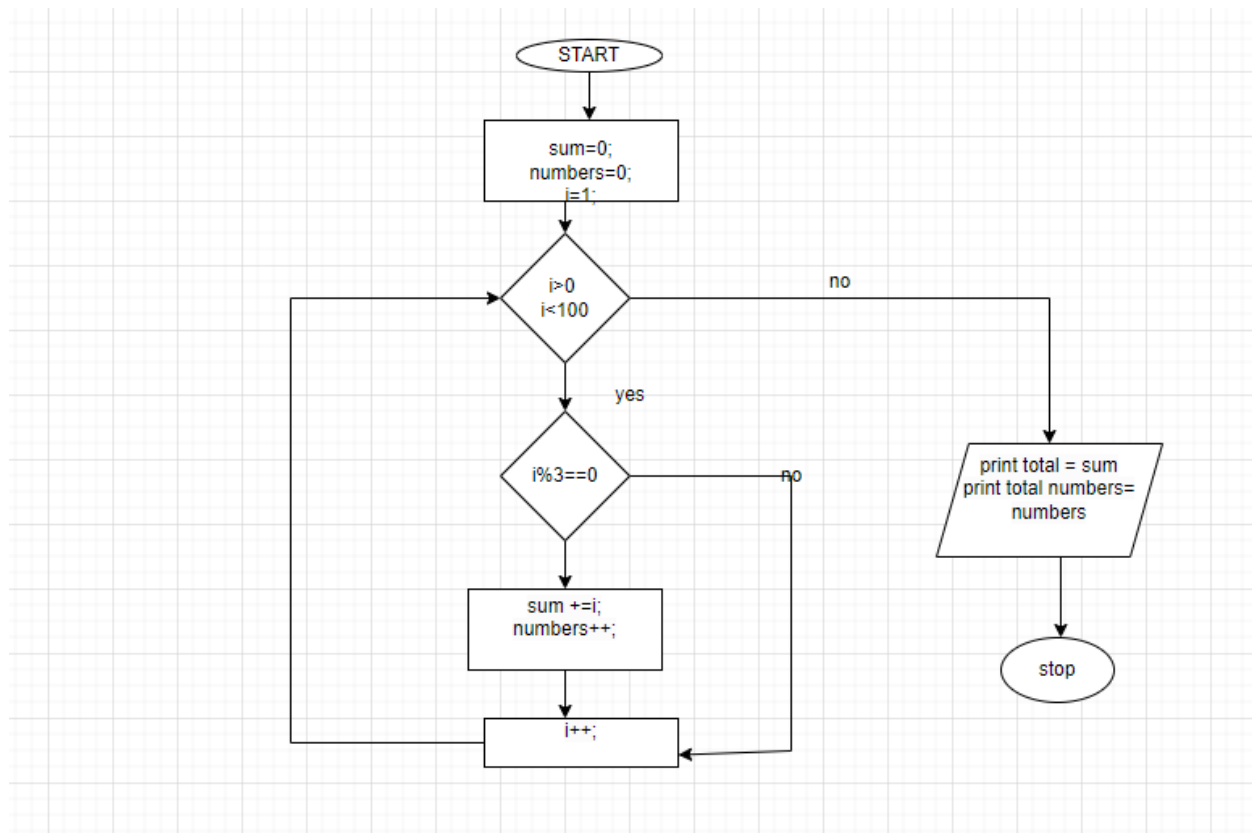 START
sum=0;
numbers=0;
i=1;
i>0
i<100
no
yes
i%3==0
no
sum +=i;
numbers++;
i++;
print total = sum
print total numbers=
numbers
stop